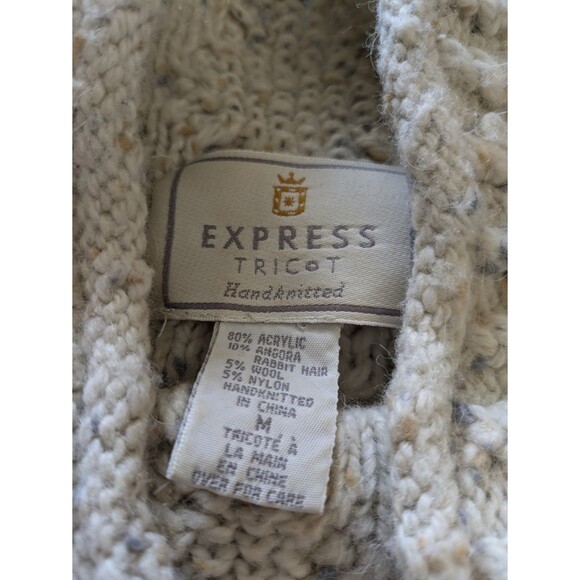 EXPRESS
TRICOT
Handknitted
80% ACRYLIC
10% ANGORA
RABBIT HAIR
5% WOOL
5% NYLON
HANDKNITTED
IN CHINA
M
TRICOTÉ À
LA MAIN
EN CHINE
OVER FOR CARE